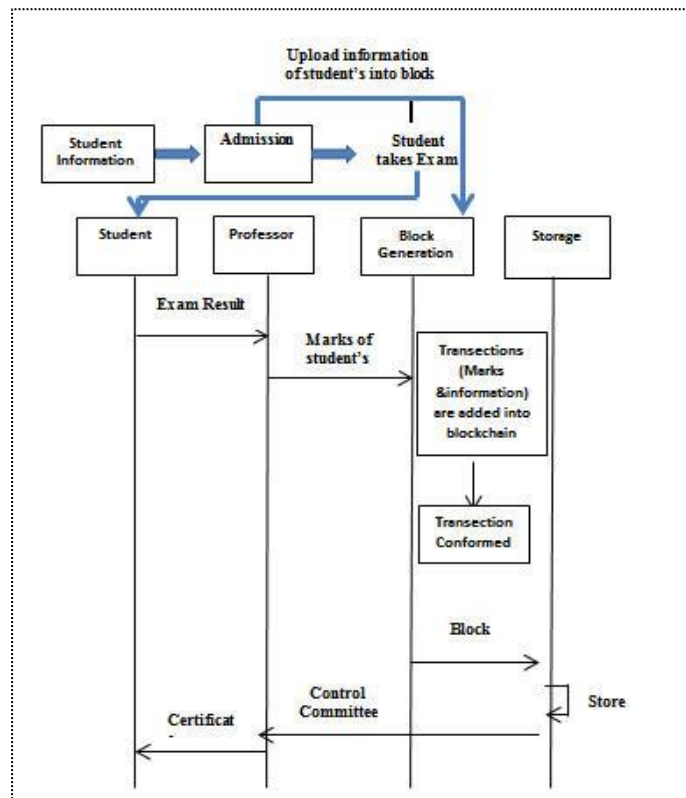 Upload information
of student's into block
Student
Information
Admission
Student
takes Exam
Student
Professor
Block
Generation
Storage
Exam Result
Marks of
student's
Transections
(Marks
&information)
are added into
blockchain
Transection
Conformed
Block
Store
Control
Committee
Certificat